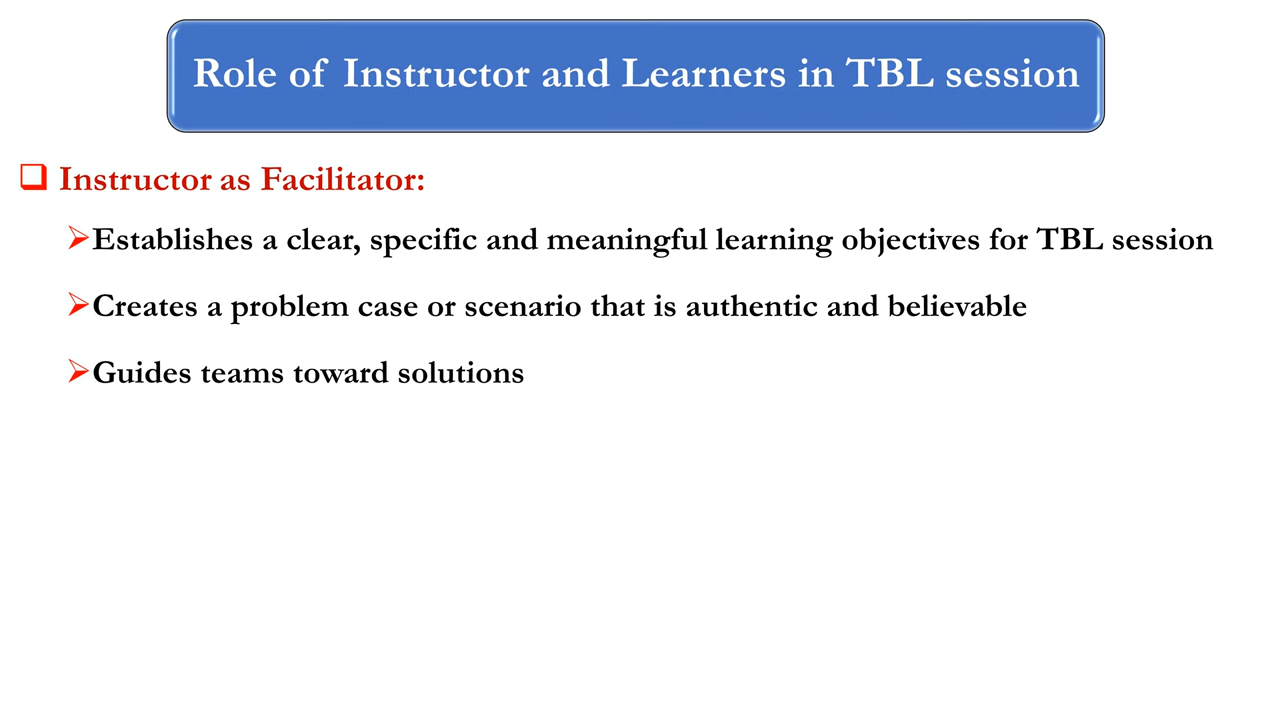 Role of Instructor and Learners in TBL session
Instructor as Facilitator:
Establishes a clear, specific and meaningful learning objectives for TBL session
Creates a problem case or scenario that is authentic and believable
Guides teams toward solutions